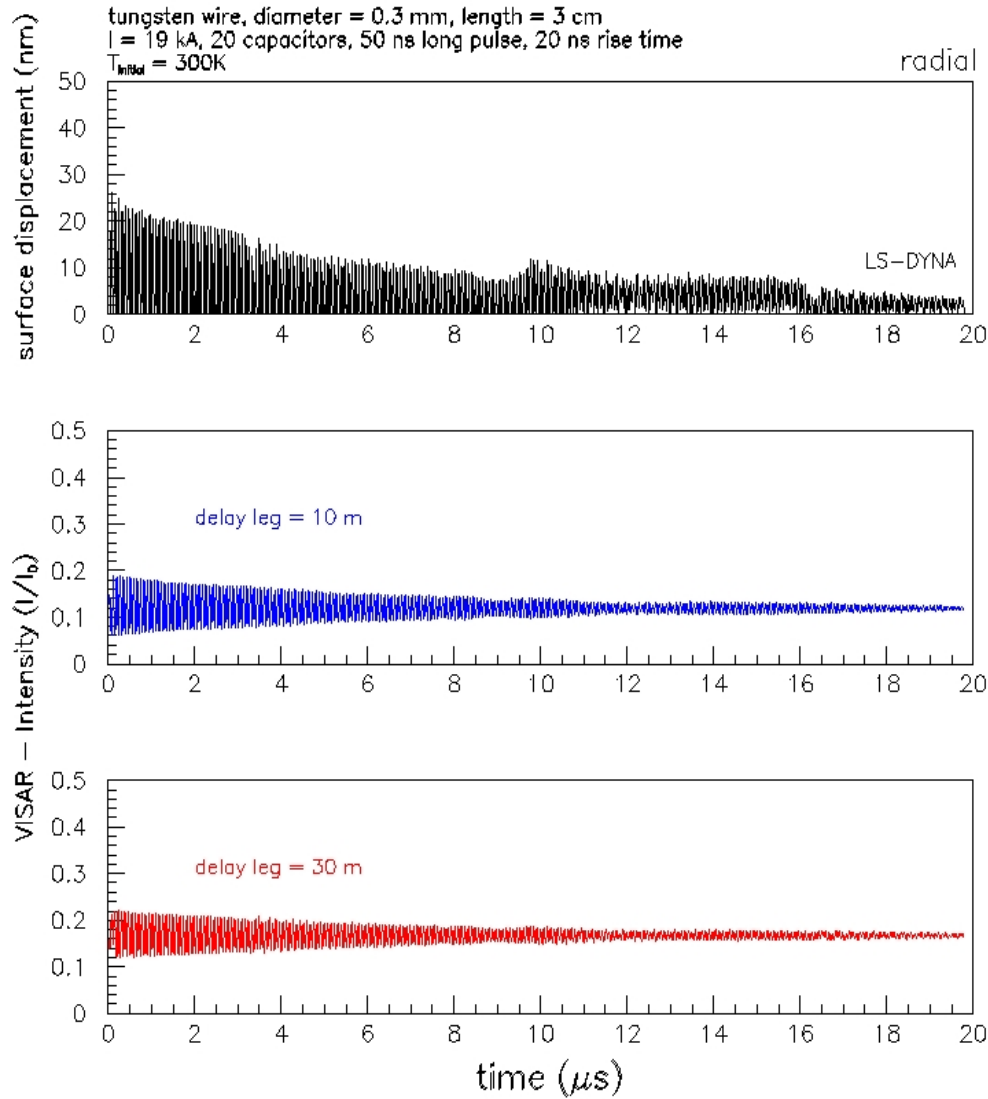 tungsten wire, diameter = 0.3 mm, length = 3 cm
I = 19 kA, 20 capacitors, 50 ns long pulse, 20 ns rise time
T_initial = 300K
radial
surface displacement (nm)
50
40
30
20
10
0
LS-DYNA
0 2 4 6 8 10 12 14 16 18 20
VISAR - Intensity (I/I₀)
0.5
0.4
0.3
0.2
0.1
0
delay leg = 10 m
0 2 4 6 8 10 12 14 16 18 20
0.5
0.4
0.3
0.2
0.1
0
delay leg = 30 m
0 2 4 6 8 10 12 14 16 18 20
time (μs)